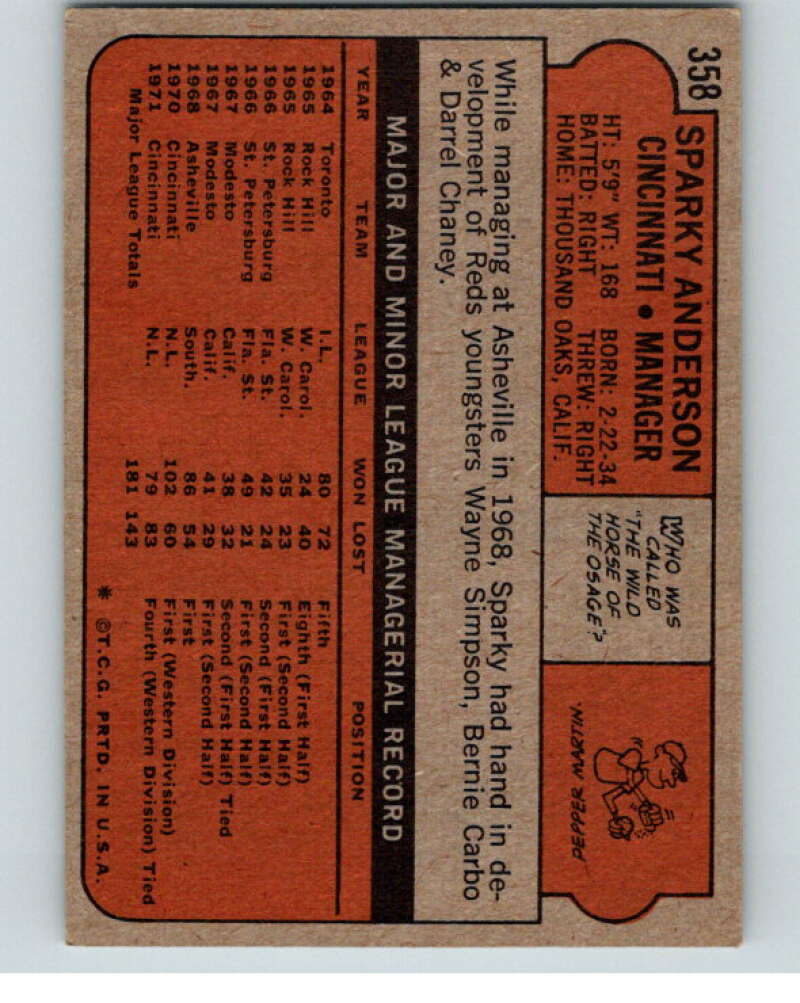 358
SPARKY ANDERSON
CINCINNATI • MANAGER
HT: 5'9" WT: 168 BORN: 2-22-34
BATTED: RIGHT THREW: RIGHT
HOME: THOUSAND OAKS, CALIF.
WHO WAS
CALLED
"THE WILD
HORSE OF
THE OSAGE"?
PEPPER MARTIN.
While managing at Asheville in 1968, Sparky had hand in de-
velopment of Reds youngsters Wayne Simpson, Bernie Carbo
& Darrel Chaney.
MAJOR AND MINOR LEAGUE MANAGERIAL RECORD
YEAR TEAM LEAGUE WON LOST POSITION
1964 Toronto I.L. 80 72 Fifth
1965 Rock Hill W. Carol. 24 40 Eighth (First Half)
1965 Rock Hill W. Carol. 35 23 First (Second Half)
1966 St. Petersburg Fla. St. 42 24 Second (First Half)
1966 St. Petersburg Fla. St. 49 21 First (Second Half)
1967 Modesto Calif. 38 32 Second (First Half) Tied
1967 Modesto Calif. 41 29 First (Second Half)
1968 Asheville South. 86 54 First
1970 Cincinnati N.L. 102 60 First (Western Division)
1971 Cincinnati N.L. 79 83 Fourth (Western Division) Tied
Major League Totals 181 143
* ©T.C.G. PRTD. IN U.S.A.